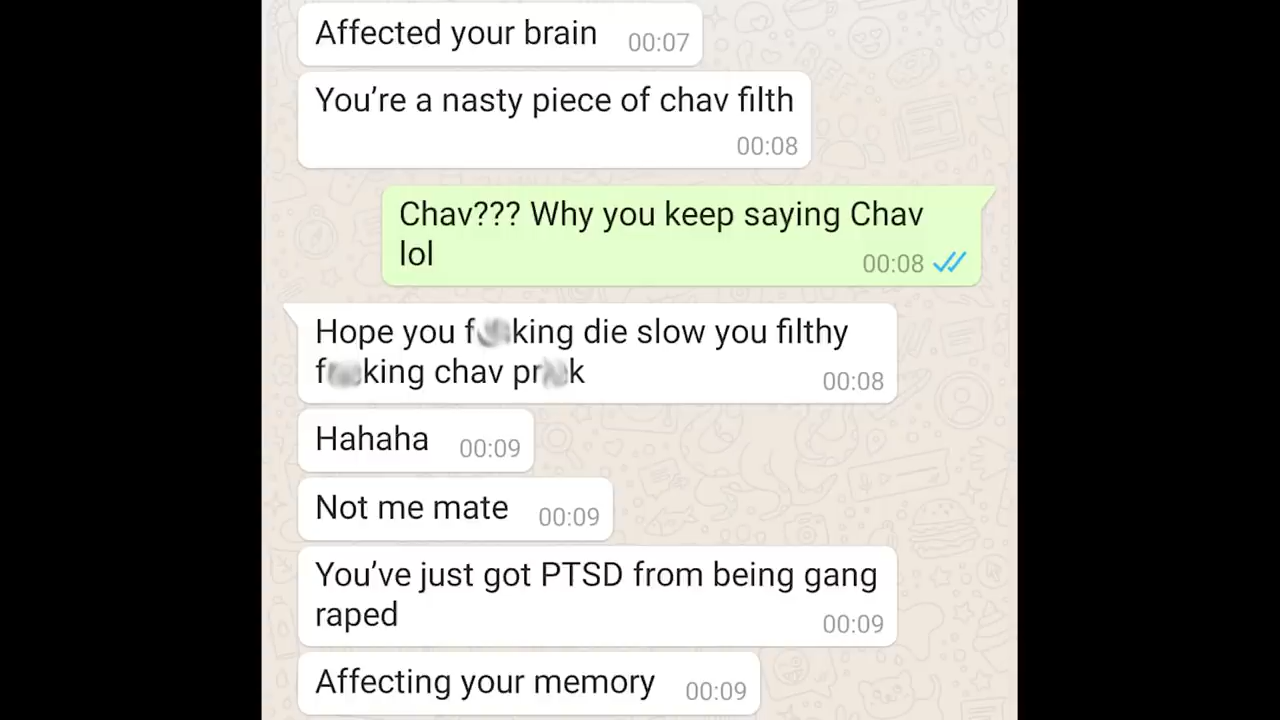 Affected your brain 00:07
You're a nasty piece of chav filth
00:08
Chav??? Why you keep saying Chav
lol 00:08
Hope you f king die slow you filthy
f king chav pr k 00:08
Hahaha 00:09
Not me mate 00:09
You've just got PTSD from being gang
raped 00:09
Affecting your memory 00:09